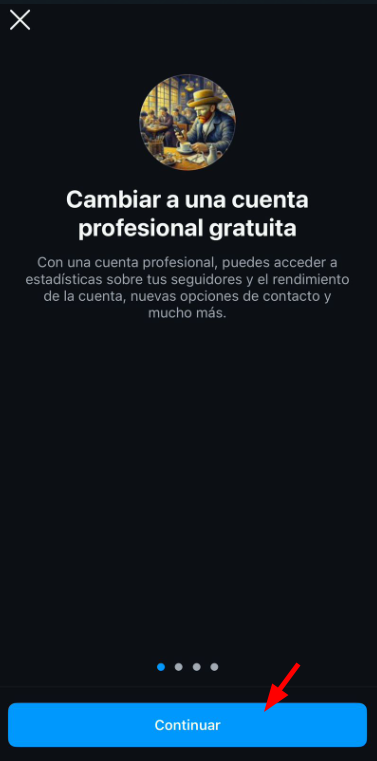 Cambiar a una cuenta
profesional gratuita
Con una cuenta profesional, puedes acceder a
estadísticas sobre tus seguidores y el rendimiento
de la cuenta, nuevas opciones de contacto y
mucho más.
Continuar